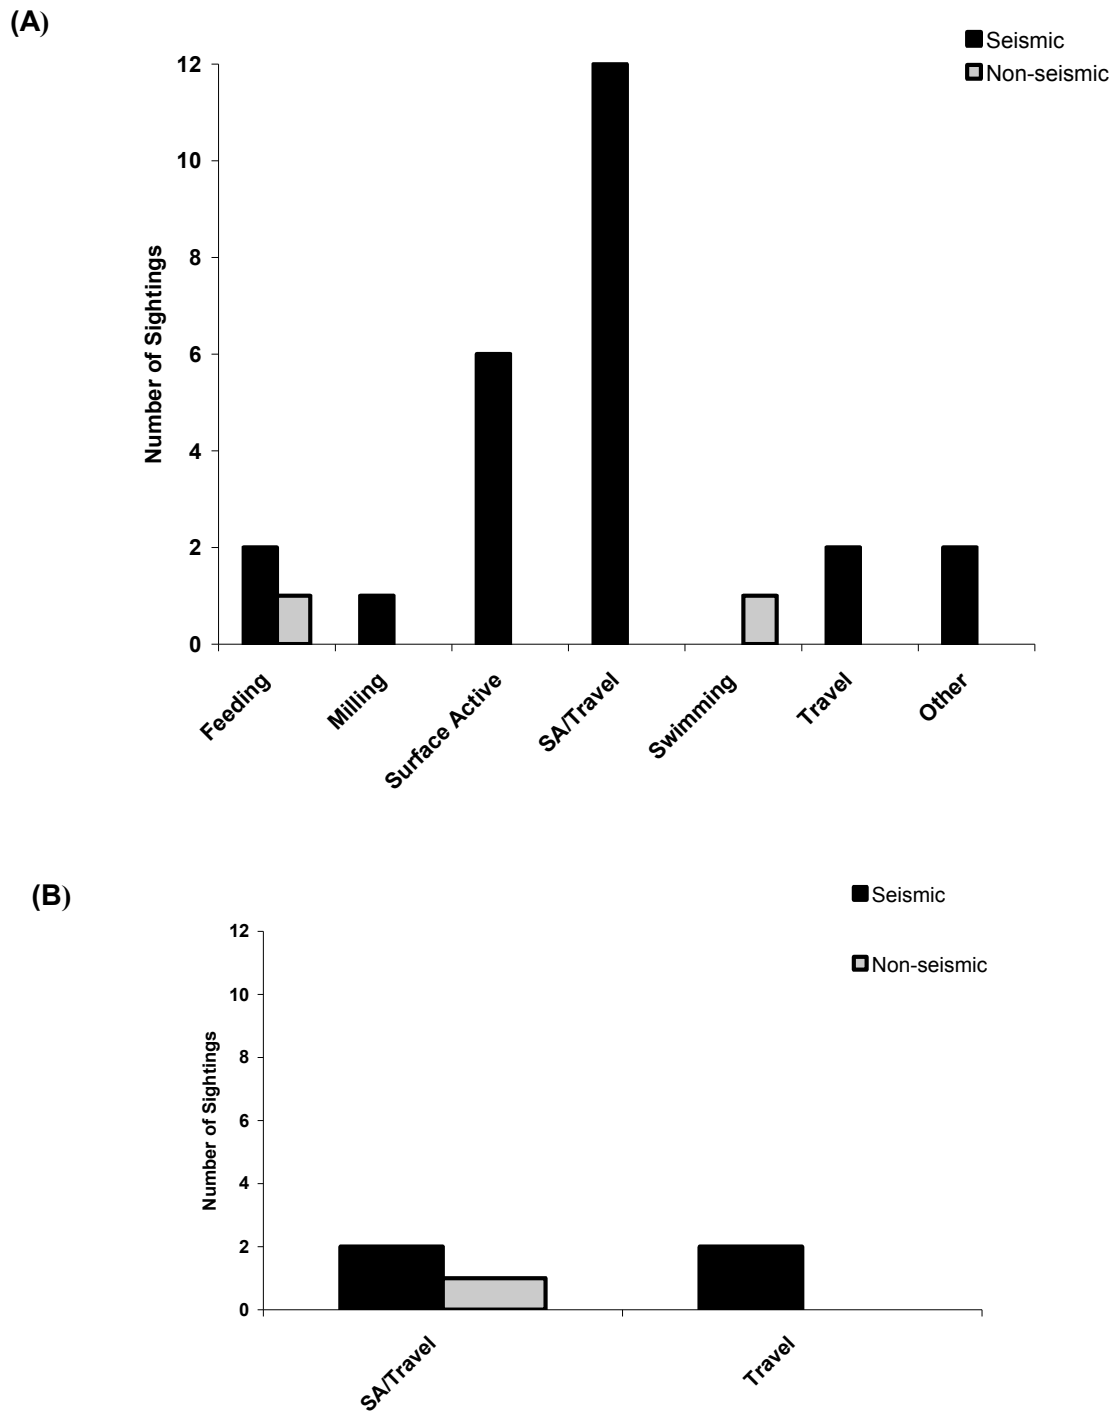 (A)
Seismic
Non-seismic
12
10
8
6
4
2
0
Number of Sightings
Feeding
Milling
Surface Active
SA/Travel
Swimming
Travel
Other
(B)
Seismic
Non-seismic
12
10
8
6
4
2
0
Number of Sightings
SA/Travel
Travel